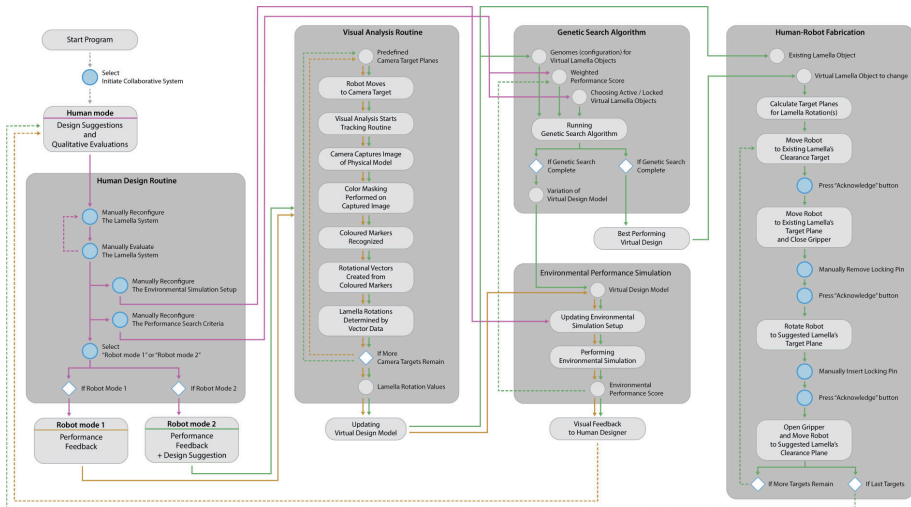 Start Program
Select
Initiate Collaborative System
Human mode
Design Suggestions
and
Qualitative Evaluations
Human Design Routine
Manually Reconfigure
The Lamella System
Manually Evaluate
The Lamella System
Manually Reconfigure
The Environmental Simulation Setup
Manually Reconfigure
The Performance Search Criteria
Select
"Robot mode 1" or "Robot mode 2"
If Robot Mode 1
If Robot Mode 2
Robot mode 1
Performance
Feedback
Robot mode 2
Performance
Feedback
+ Design Suggestion
Visual Analysis Routine
Predefined
Camera Target Planes
Robot Moves
to Camera Target
Visual Analysis Starts
Tracking Routine
Camera Captures Image
of Physical Model
Color Masking
Performed on
Captured Image
Coloured Markers
Recognized
Rotational Vectors
Created from
Coloured Markers
Lamella Rotations
Determined by
Vector Data
If More
Camera Targets Remain
Lamella Rotation Values
Updating
Virtual Design Model
Genetic Search Algorithm
Genomes (configuration) for
Virtual Lamella Objects
Weighted
Performance Score
Choosing Active / Locked
Virtual Lamella Objects
Running
Genetic Search Algorithm
If Genetic Search
Complete
If Genetic Search
Complete
Variation of
Virtual Design Model
Best Performing
Virtual Design
Environmental Performance Simulation
Virtual Design Model
Updating Environmental
Simulation Setup
Performing
Environmental Simulation
Environmental
Performance Score
Visual Feedback
to Human Designer
Human-Robot Fabrication
Existing Lamella Object
Virtual Lamella Object to change
Calculate Target Planes
for Lamella Rotation(s)
Move Robot
to Existing Lamella's
Clearance Target
Press "Acknowledge" button
Move Robot
to Existing Lamella's
Target Plane
and Close Gripper
Manually Remove Locking Pin
Press "Acknowledge" button
Rotate Robot
to Suggested Lamella's
Target Plane
Manually Insert Locking Pin
Press "Acknowledge" button
Open Gripper
and Move Robot
to Suggested Lamella's
Clearance Plane
If More Targets Remain
If Last Targets